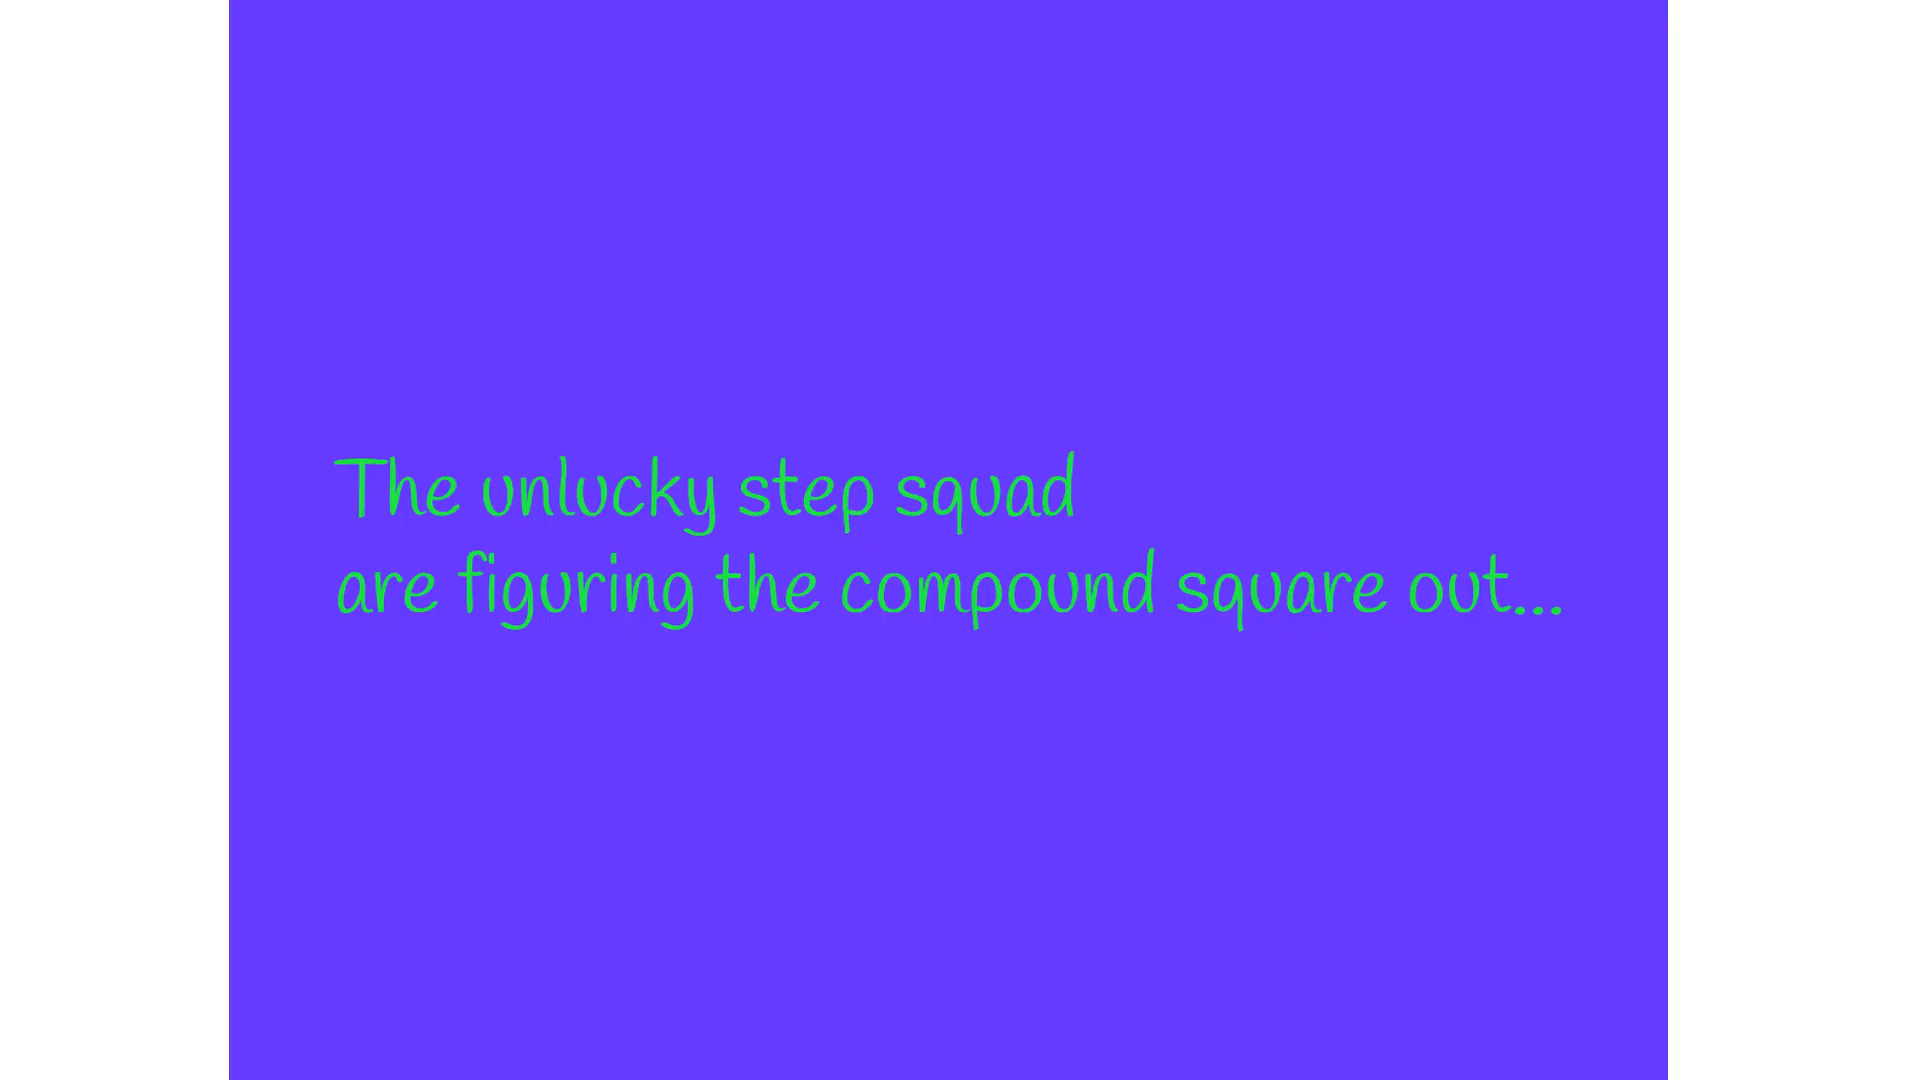 The unlucky step squad
are figuring the compound square out...